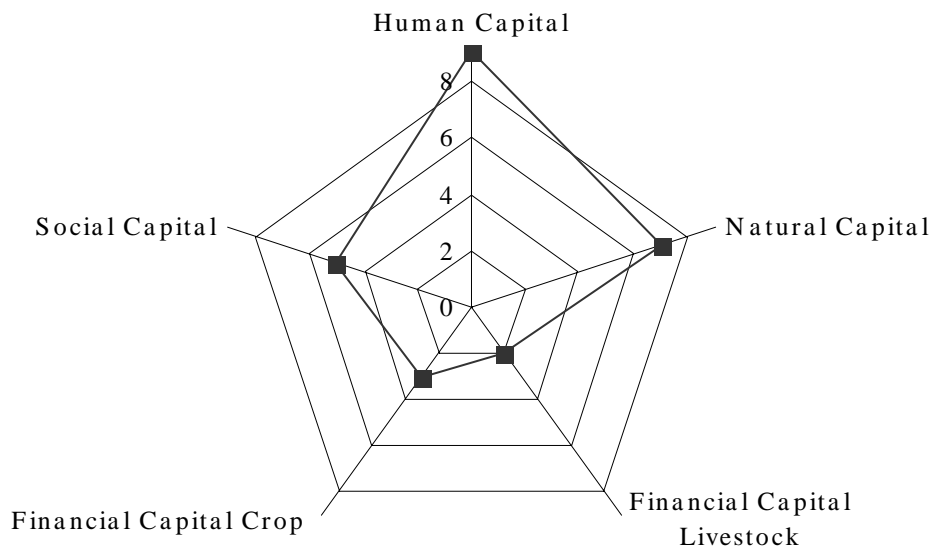 Human Capital
8
6
Social Capital
Natural Capital
4
2
0
Financial Capital Crop
Financial Capital
Livestock